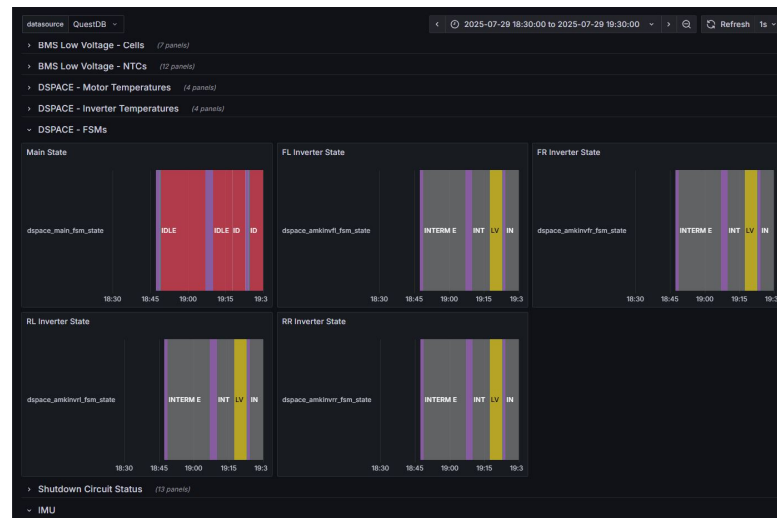 datasource QuestDB 2025-07-29 18:30:00 to 2025-07-29 19:30:00 Refresh 1s
BMS Low Voltage - Cells (7 panels)
BMS Low Voltage - NTCs (12 panels)
DSPACE - Motor Temperatures (4 panels)
DSPACE - Inverter Temperatures (4 panels)
DSPACE - FSMs
Main State
dspace_main_fsm_state
IDLE IDLE ID ID
18:30 18:45 19:00 19:15 19:3
FL Inverter State
dspace_amkinvfl_fsm_state
INTERM E INT LV IN
18:30 18:45 19:00 19:15 19:3
FR Inverter State
dspace_amkinvfr_fsm_state
INTERM E INT LV IN
18:30 18:45 19:00 19:15 19:3
RL Inverter State
dspace_amkinvrl_fsm_state
INTERM E INT LV IN
18:30 18:45 19:00 19:15 19:3
RR Inverter State
dspace_amkinvrr_fsm_state
INTERM E INT LV IN
18:30 18:45 19:00 19:15 19:3
Shutdown Circuit Status (13 panels)
IMU